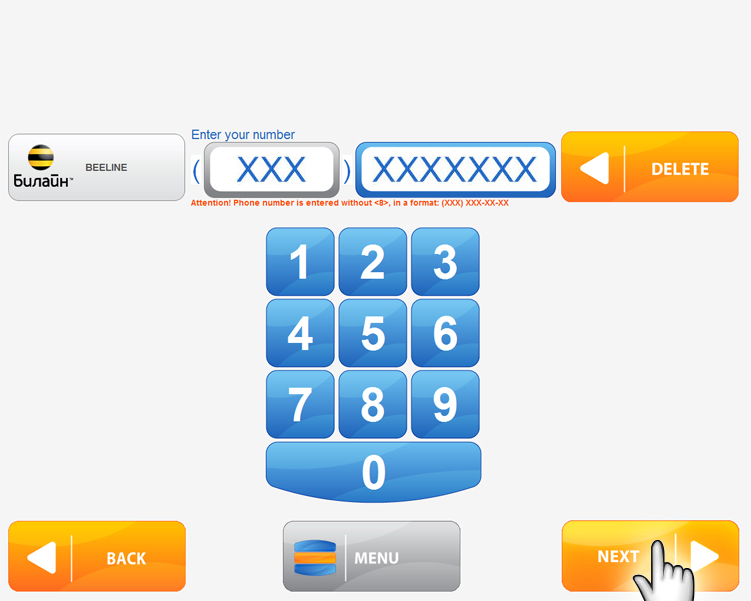 Enter your number
Билайн™
BEELINE
( XXX ) XXXXXXX
DELETE
Attention! Phone number is entered without <8>, in a format: (XXX) XXX-XX-XX
1 2 3
4 5 6
7 8 9
0
BACK
MENU
NEXT